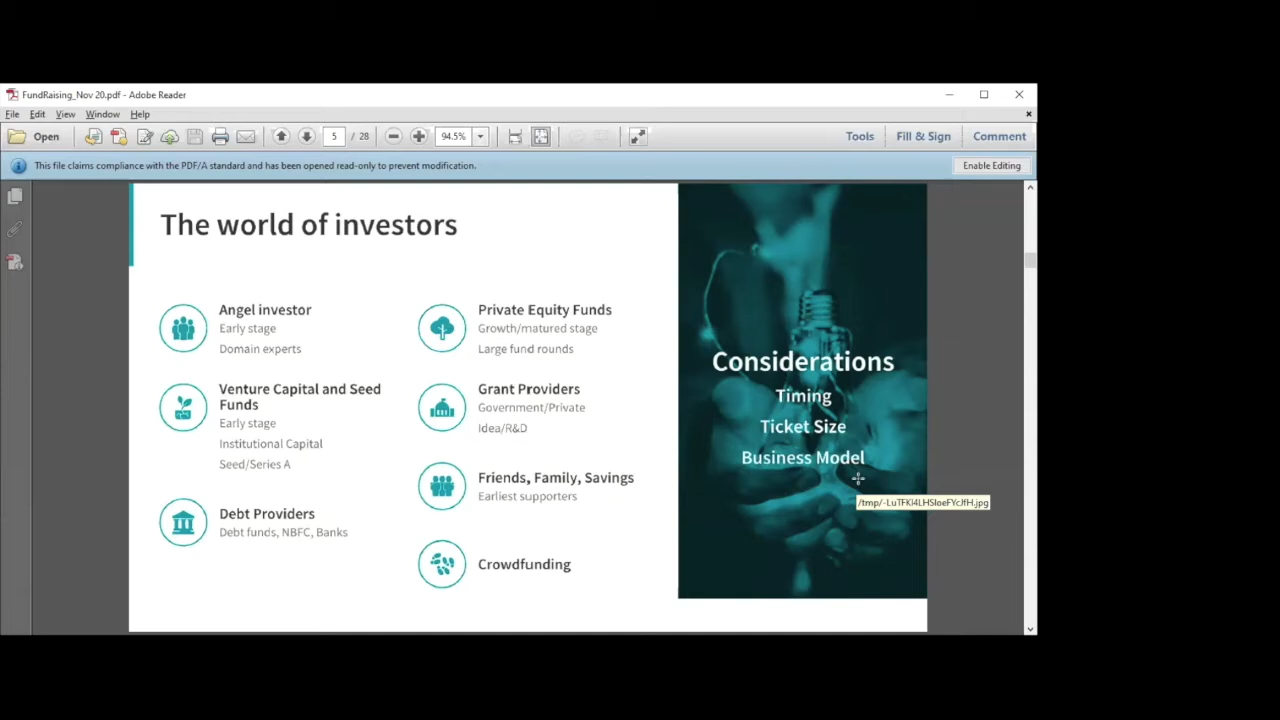 FundRaising_Nov 20.pdf - Adobe Reader
File Edit View Window Help
Open
5 / 28
94.5%
Tools Fill & Sign Comment
This file claims compliance with the PDF/A standard and has been opened read-only to prevent modification.
Enable Editing
The world of investors
Angel investor
Early stage
Domain experts
Venture Capital and Seed
Funds
Early stage
Institutional Capital
Seed/Series A
Debt Providers
Debt funds, NBFC, Banks
Private Equity Funds
Growth/matured stage
Large fund rounds
Grant Providers
Government/Private
Idea/R&D
Friends, Family, Savings
Earliest supporters
Crowdfunding
Considerations
Timing
Ticket Size
Business Model